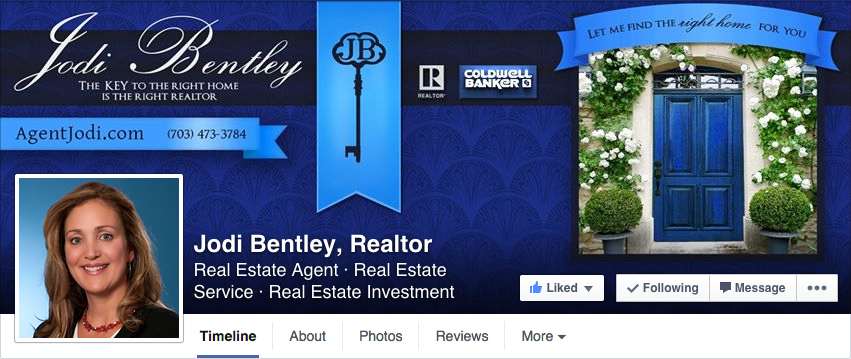 Jodi Bentley
THE KEY TO THE RIGHT HOME
IS THE RIGHT REALTOR
AgentJodi.com (703) 473-3784
JB
R
REALTOR®
COLDWELL
BANKER CB
LET ME FIND THE right home FOR YOU
Jodi Bentley, Realtor
Real Estate Agent · Real Estate
Service · Real Estate Investment
Liked
Following
Message
•••
Timeline
About
Photos
Reviews
More